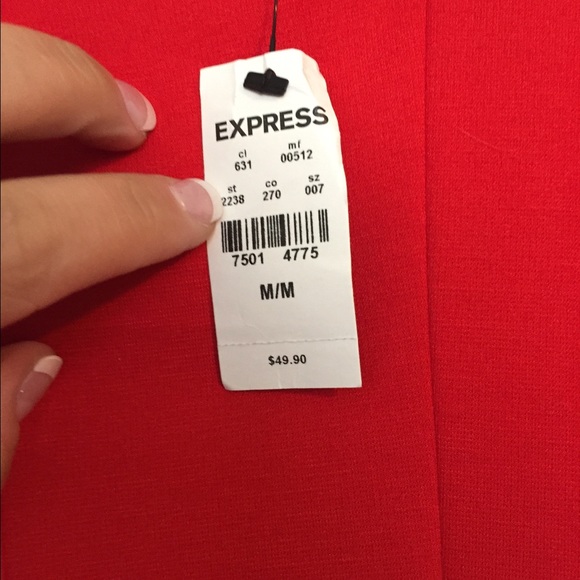 EXPRESS
cl mf
631 00512
st co sz
2238 270 007
7501 4775
M/M
$49.90